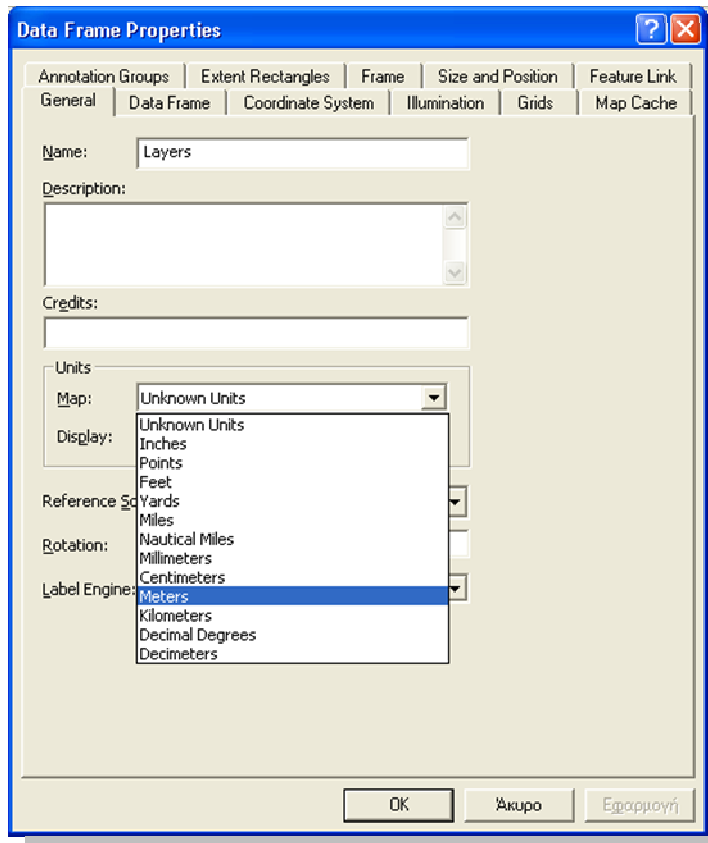 Data Frame Properties
Annotation Groups Extent Rectangles Frame Size and Position Feature Link
General Data Frame Coordinate System Illumination Grids Map Cache
Name: Layers
Description:
Credits:
Units
Map: Unknown Units
Unknown Units
Display:
Inches
Points
Feet
Reference Sc
Yards
Miles
Nautical Miles
Rotation:
Millimeters
Centimeters
Label Engine:
Meters
Kilometers
Decimal Degrees
Decimeters
OK Άκυρο Εφαρμογή